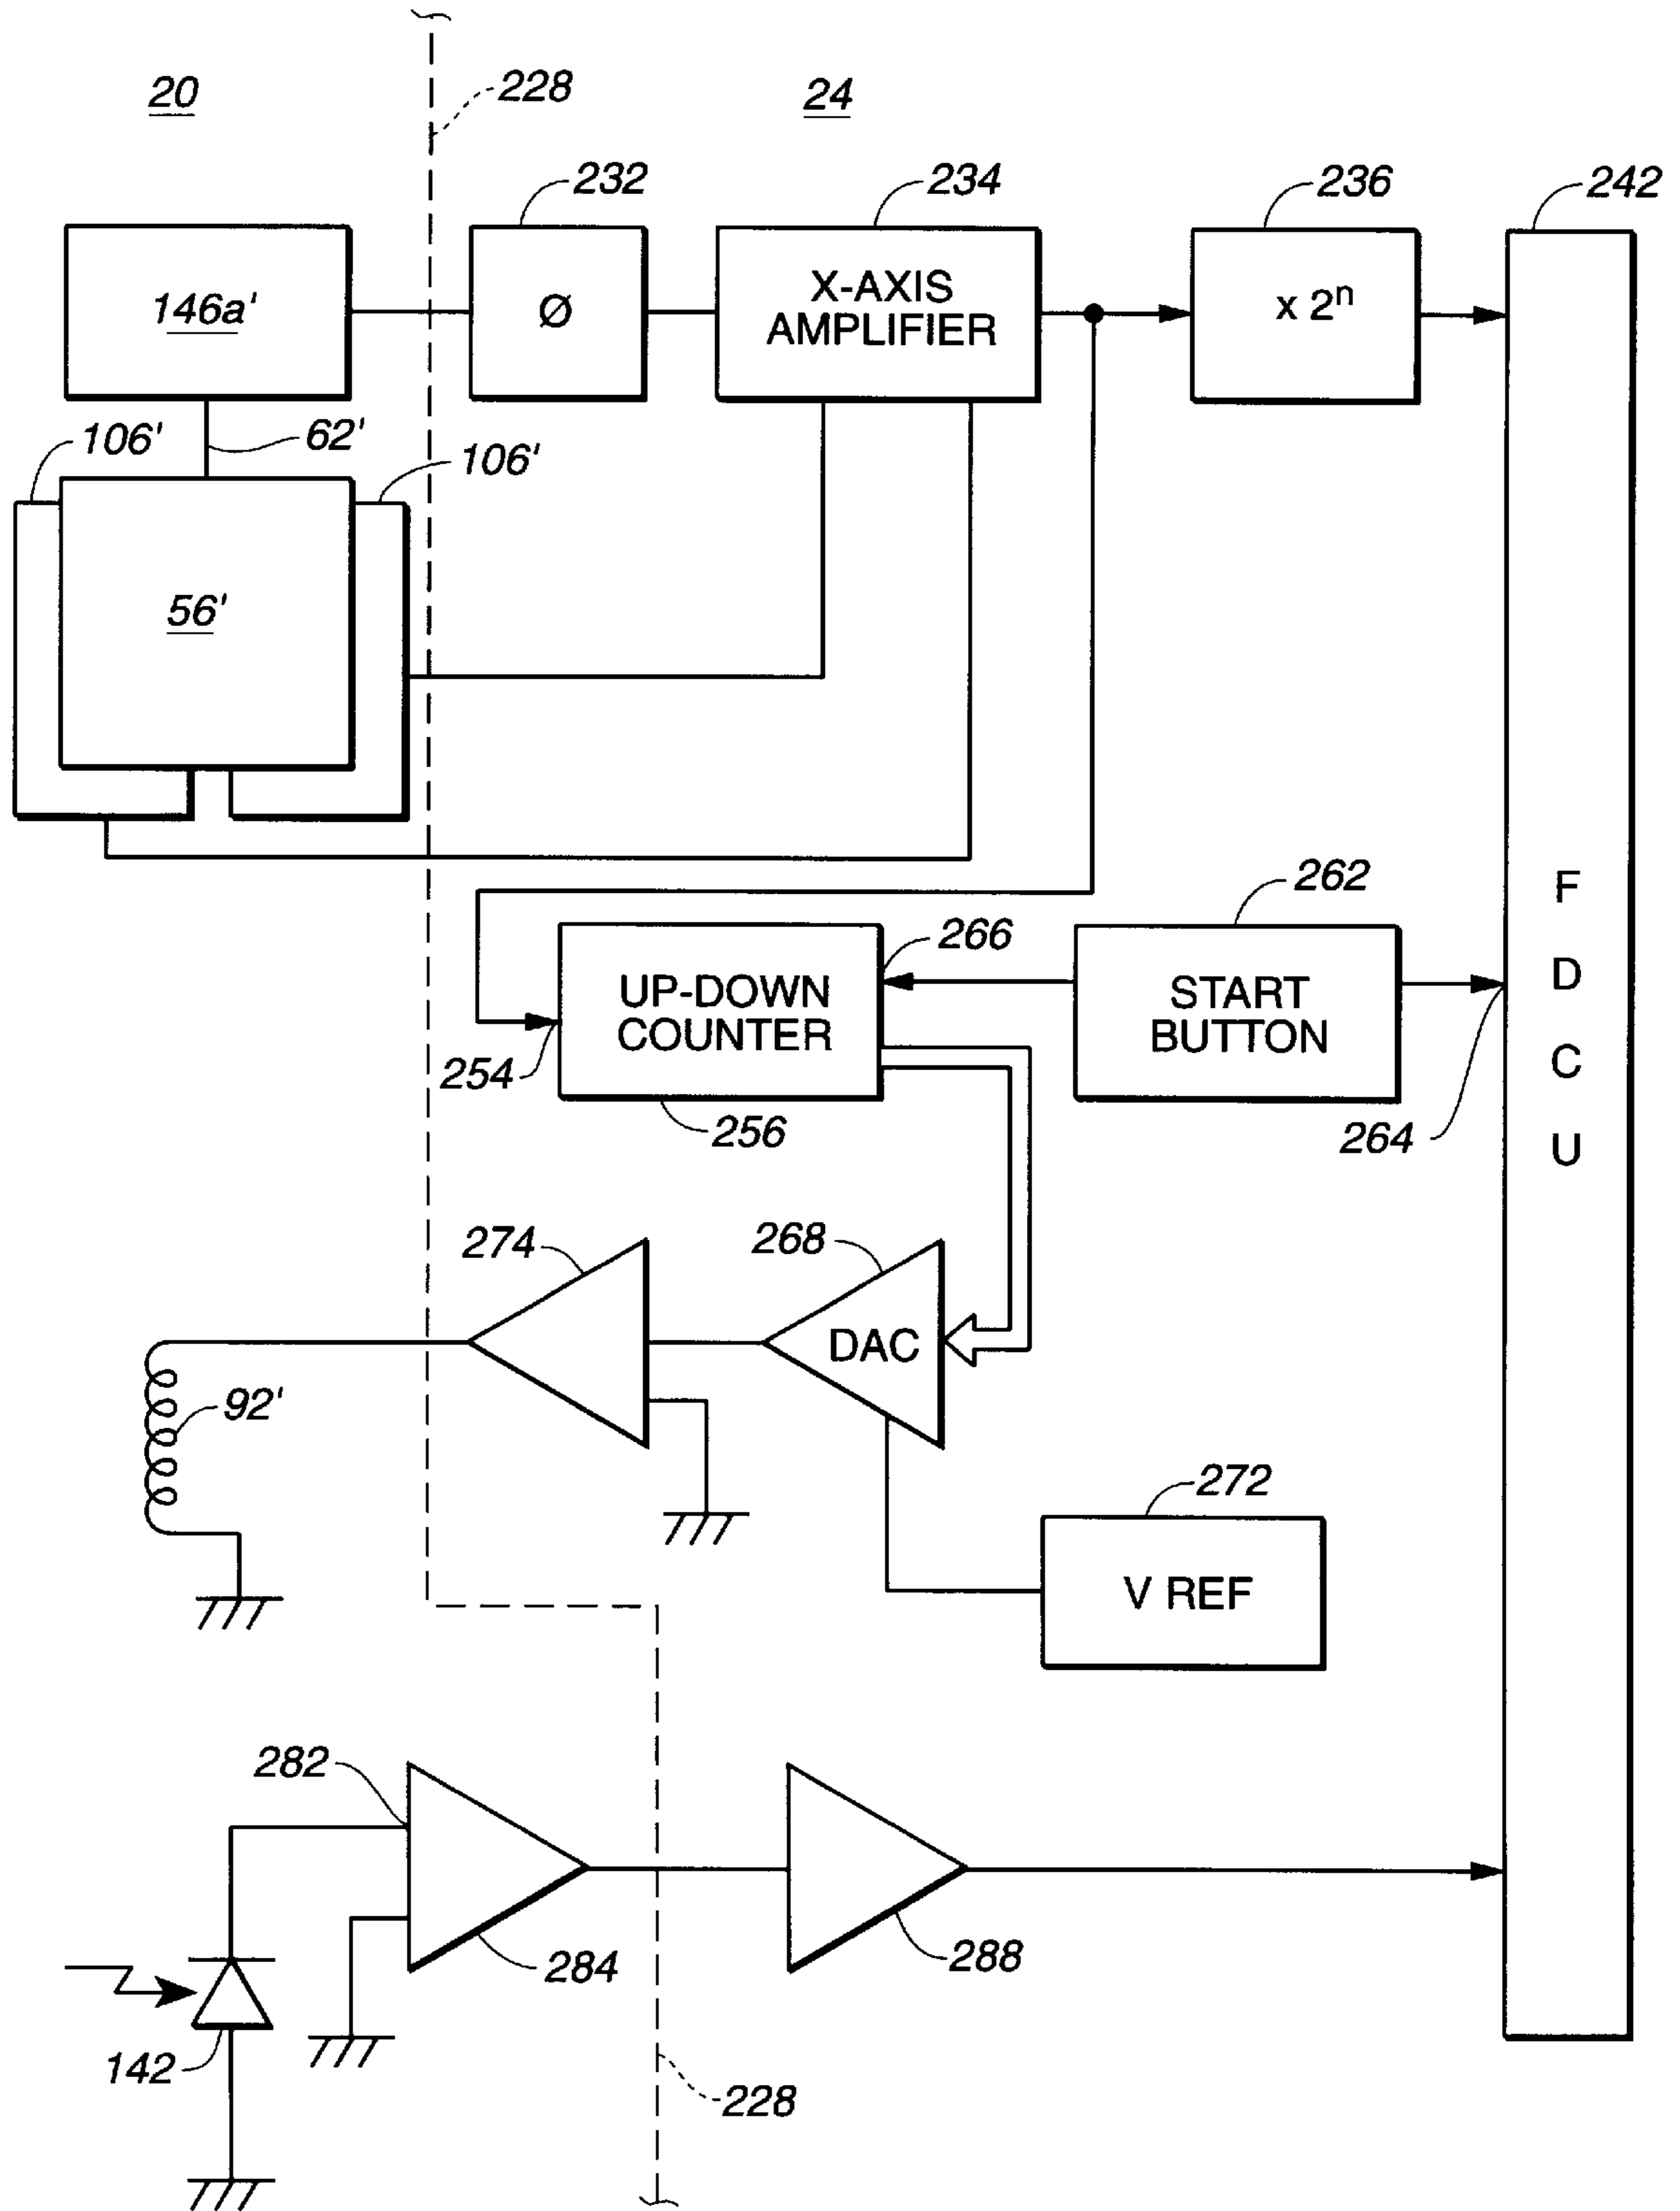 20
228
24
232
234
236
242
146a'
Ø
X-AXIS
AMPLIFIER
x 2ⁿ
106'
62'
106'
56'
262
F
D
C
U
266
UP-DOWN
COUNTER
START
BUTTON
254
256
264
274
268
DAC
92'
272
V REF
282
284
288
142
228